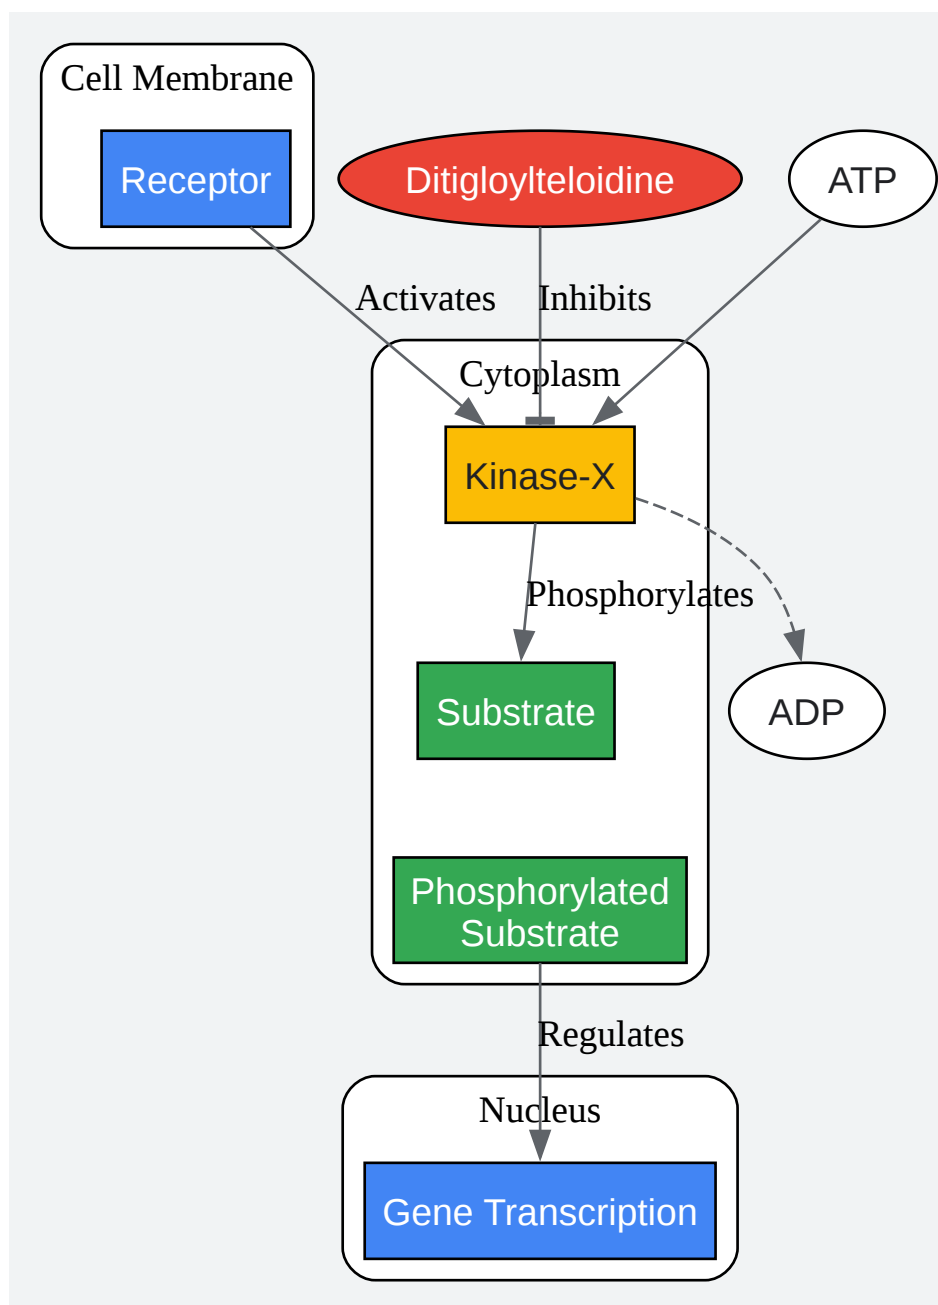 Cell Membrane
Receptor
Ditigloylteloidine
ATP
Activates
Inhibits
Cytoplasm
Kinase-X
Phosphorylates
Substrate
ADP
Phosphorylated
Substrate
Regulates
Nucleus
Gene Transcription